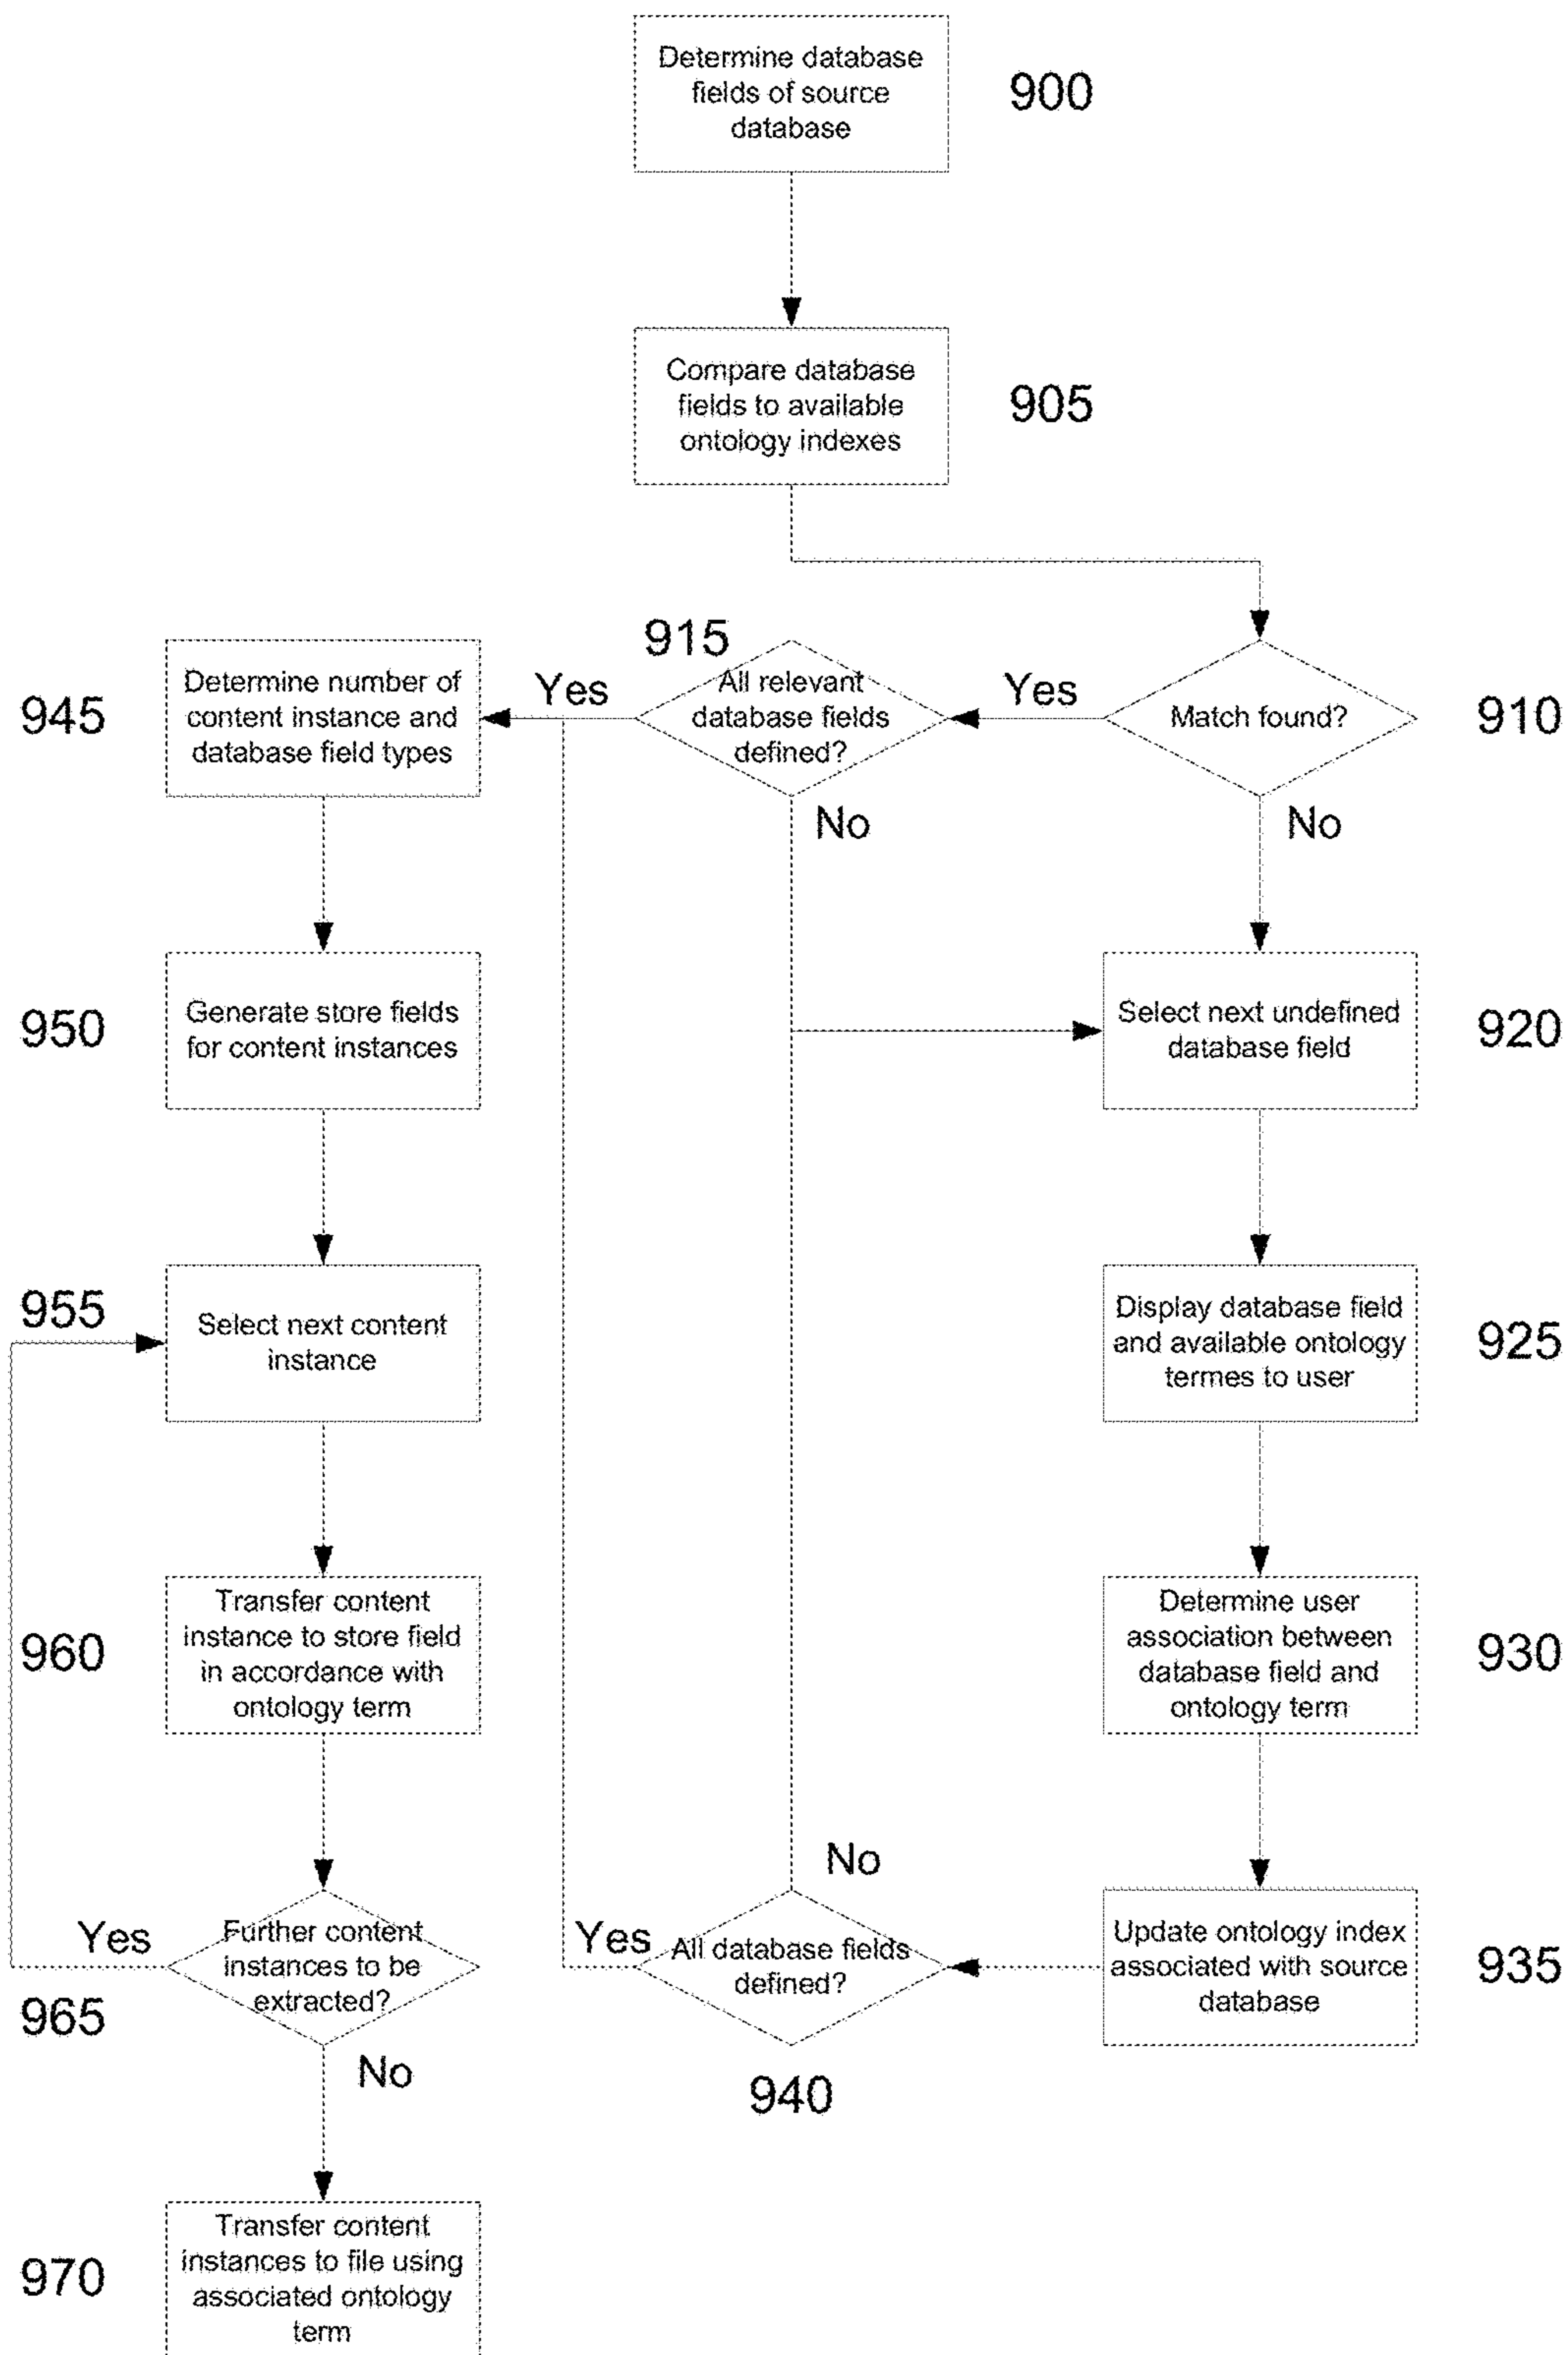 Determine database
fields of source
database
900
Compare database
fields to available
ontology indexes
905
915
945
Determine number of
content instance and
database field types
Yes
All relevant
database fields
defined?
Yes
Match found?
910
No
No
950
Generate store fields
for content instances
Select next undefined
database field
920
955
Select next content
instance
Display database field
and available ontology
termes to user
925
960
Transfer content
instance to store field
in accordance with
ontology term
Determine user
association between
database field and
ontology term
930
No
Yes
Further content
instances to be
extracted?
965
Yes
All database fields
defined?
Update ontology index
associated with source
database
935
No
940
970
Transfer content
instances to file using
associated ontology
term